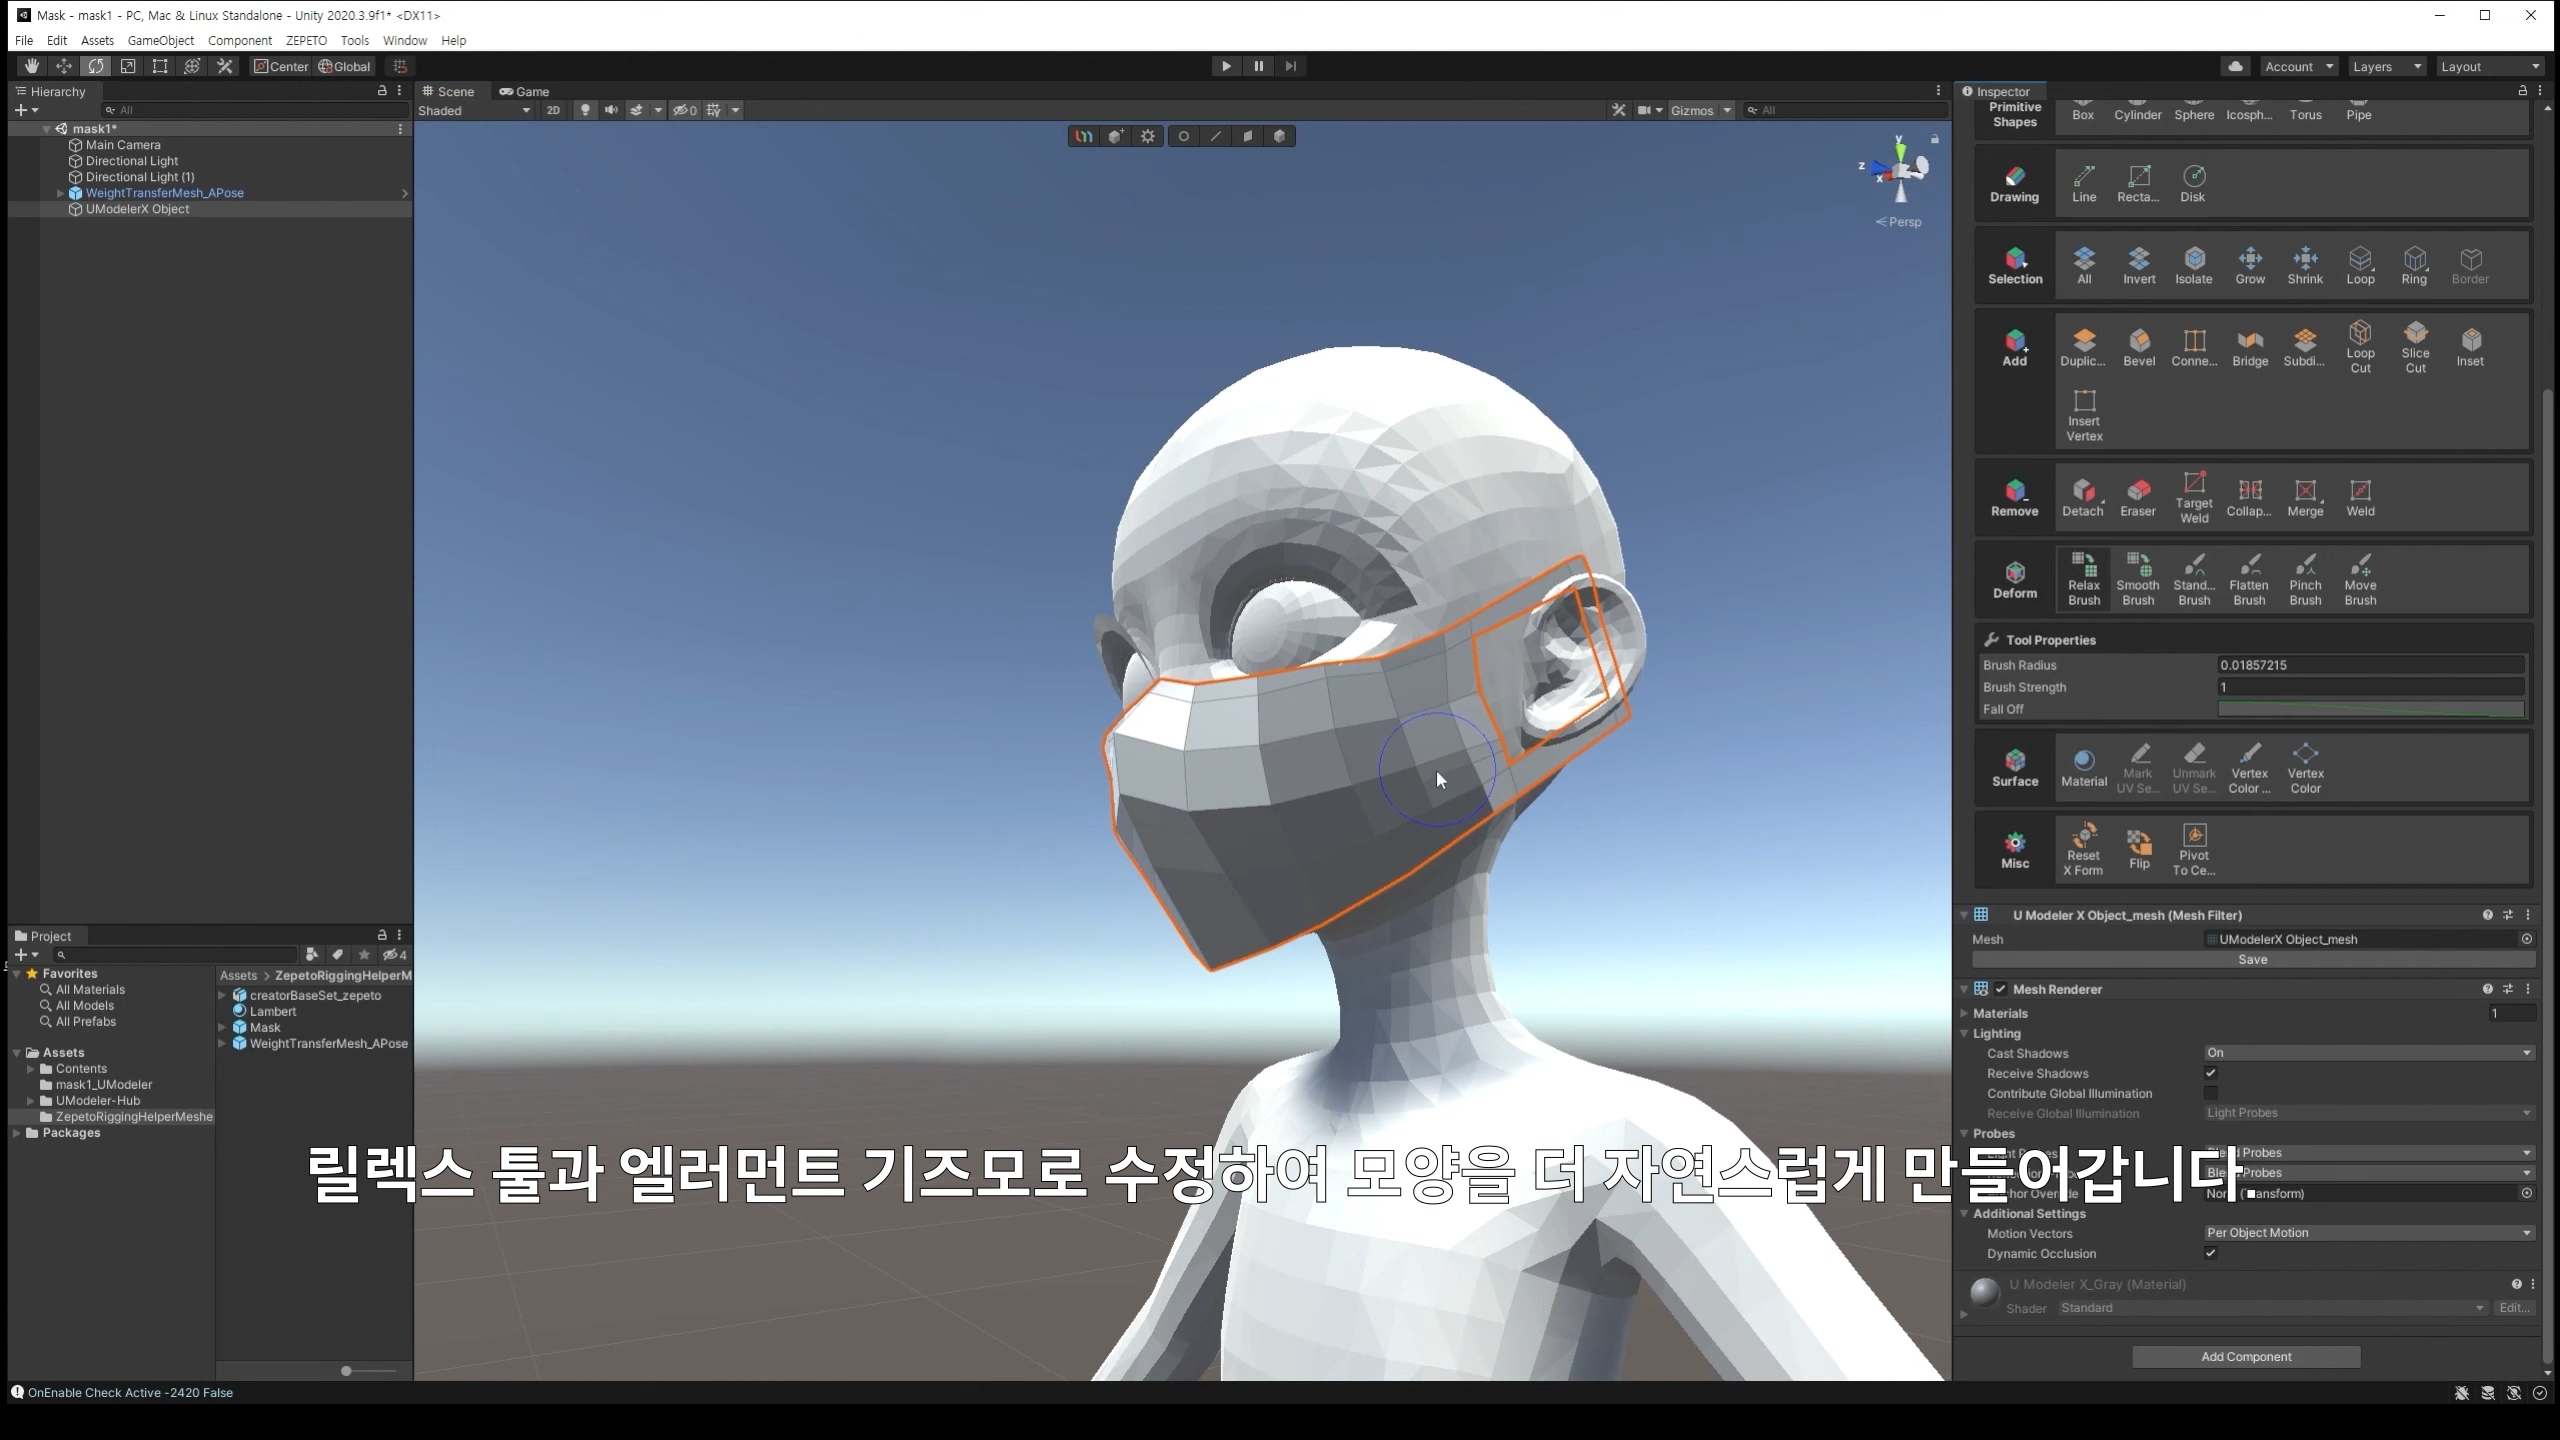 Mask - mask1 - PC, Mac & Linux Standalone - Unity 2020.3.9f1* <DX11>
File Edit Assets GameObject Component ZEPETO Tools Window Help
Center Global
Account Layers Layout
Hierarchy
All
mask1*
Main Camera
Directional Light
Directional Light (1)
WeightTransferMesh_APose
UModelerX Object
Scene Game
Shaded 2D 0 Gizmos All
y
z
x
Persp
Inspector
Primitive Shapes
Box Cylinder Sphere Icosph... Torus Pipe
Drawing
Line Recta... Disk
Selection
All Invert Isolate Grow Shrink Loop Ring Border
Add
Duplic... Bevel Conne... Bridge Subdi... Loop Cut Slice Cut Inset
Insert Vertex
Remove
Detach Eraser Target Weld Collap... Merge Weld
Deform
Relax Brush Smooth Brush Stand... Brush Flatten Brush Pinch Brush Move Brush
Tool Properties
Brush Radius 0.01857215
Brush Strength 1
Fall Off
Surface
Material Mark UV Se... Unmark UV Se... Vertex Color ... Vertex Color
Misc
Reset X Form Flip Pivot To Ce...
U Modeler X Object_mesh (Mesh Filter)
Mesh UModelerX Object_mesh
Save
Mesh Renderer
Materials 1
Lighting
Cast Shadows On
Receive Shadows
Contribute Global Illumination
Receive Global Illumination Light Probes
Probes
Probes
Probes
Additional Settings
Motion Vectors Per Object Motion
Dynamic Occlusion
U Modeler X_Gray (Material)
Shader Standard Edit...
Add Component
Project
4
Favorites
All Materials
All Models
All Prefabs
Assets
Contents
mask1_UModeler
UModeler-Hub
ZepetoRiggingHelperMeshe
Packages
Assets > ZepetoRiggingHelperM
creatorBaseSet_zepeto
Lambert
Mask
WeightTransferMesh_APose
릴렉스 툴과 엘러먼트 기즈모로 수정하여 모양을 더 자연스럽게 만들어갑니다
OnEnable Check Active -2420 False